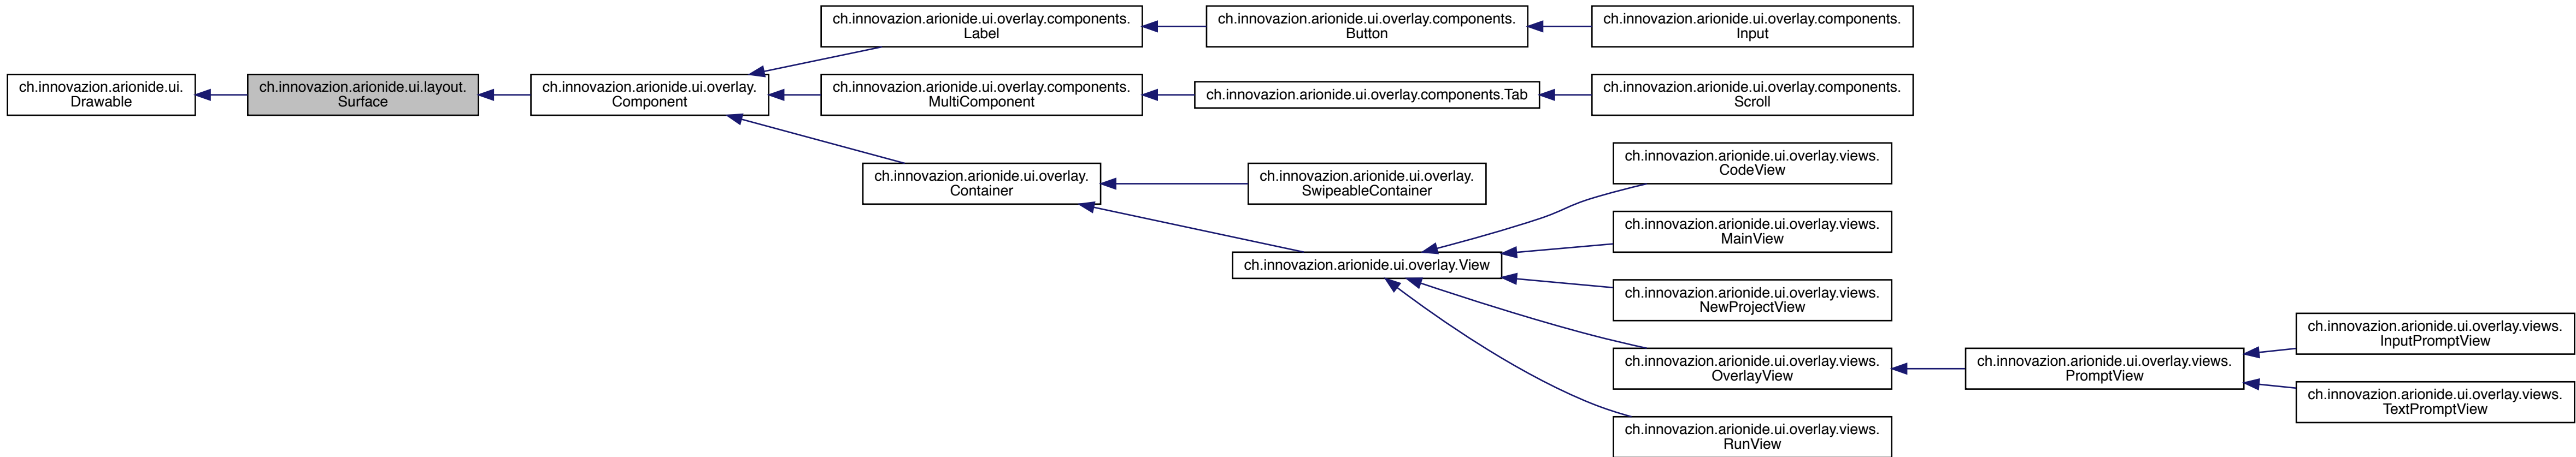 ch.innovazion.arionide.ui.
Drawable
ch.innovazion.arionide.ui.layout.
Surface
ch.innovazion.arionide.ui.overlay.
Component
ch.innovazion.arionide.ui.overlay.components.
Label
ch.innovazion.arionide.ui.overlay.components.
Button
ch.innovazion.arionide.ui.overlay.components.
Input
ch.innovazion.arionide.ui.overlay.components.
MultiComponent
ch.innovazion.arionide.ui.overlay.components.Tab
ch.innovazion.arionide.ui.overlay.components.
Scroll
ch.innovazion.arionide.ui.overlay.
Container
ch.innovazion.arionide.ui.overlay.
SwipeableContainer
ch.innovazion.arionide.ui.overlay.View
ch.innovazion.arionide.ui.overlay.views.
CodeView
ch.innovazion.arionide.ui.overlay.views.
MainView
ch.innovazion.arionide.ui.overlay.views.
NewProjectView
ch.innovazion.arionide.ui.overlay.views.
OverlayView
ch.innovazion.arionide.ui.overlay.views.
RunView
ch.innovazion.arionide.ui.overlay.views.
PromptView
ch.innovazion.arionide.ui.overlay.views.
InputPromptView
ch.innovazion.arionide.ui.overlay.views.
TextPromptView